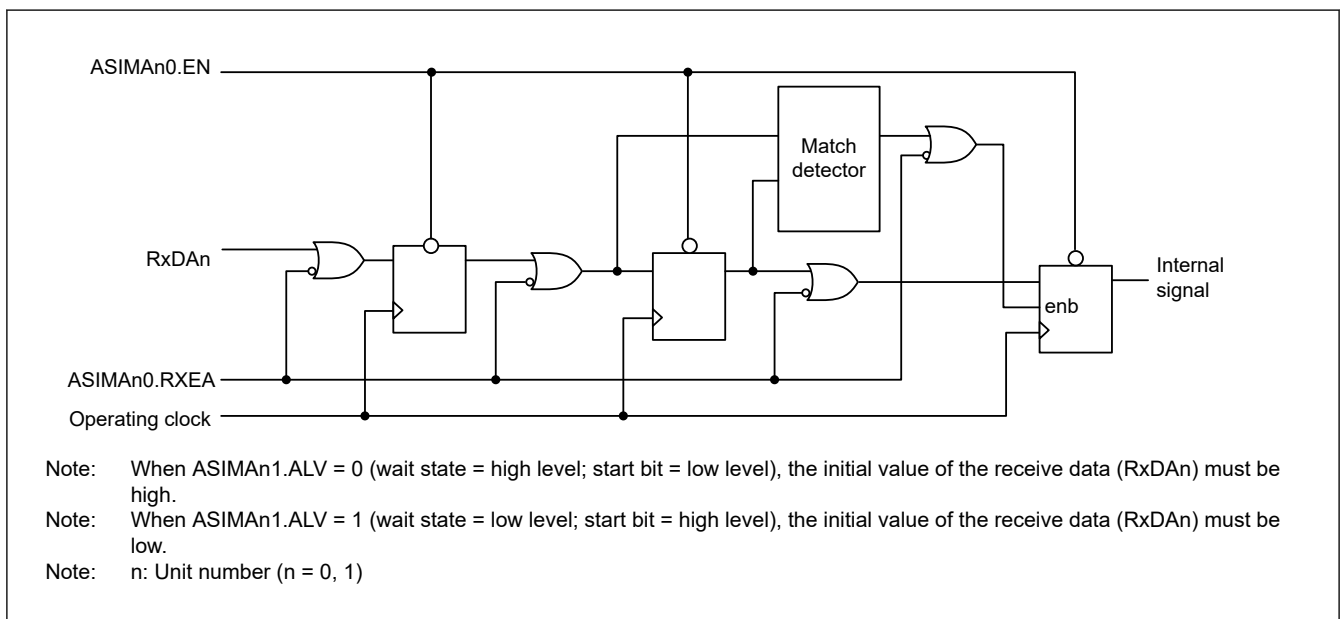 ASIMAn0.EN
Match
detector
RxDAn
Internal
signal
enb
ASIMAn0.RXEA
Operating clock
Note: When ASIMAn1.ALV = 0 (wait state = high level; start bit = low level), the initial value of the receive data (RxDAn) must be
high.
Note: When ASIMAn1.ALV = 1 (wait state = low level; start bit = high level), the initial value of the receive data (RxDAn) must be
low.
Note: n: Unit number (n = 0, 1)